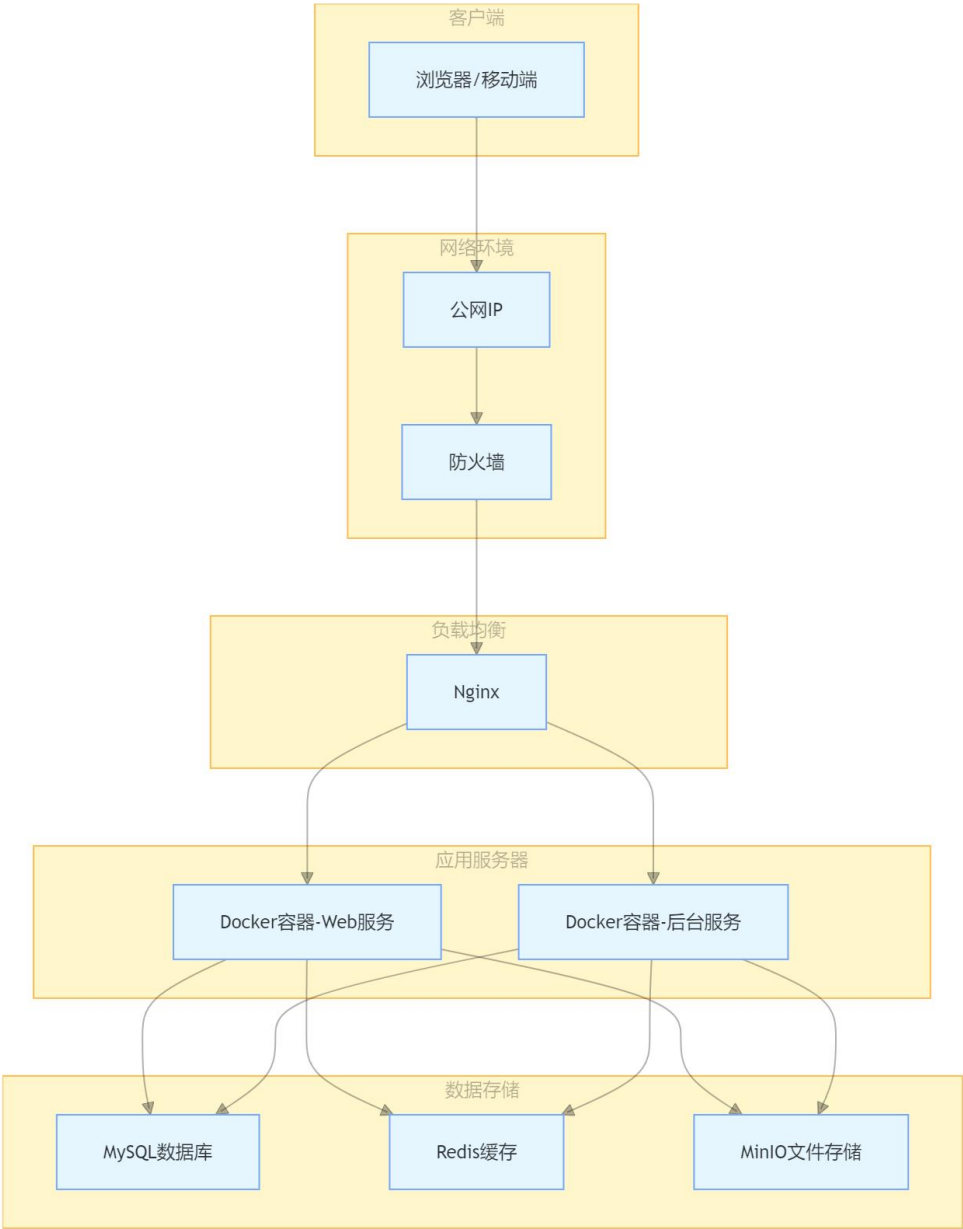 客户端
浏览器/移动端
网络环境
公网IP
防火墙
负载均衡
Nginx
应用服务器
Docker容器-Web服务
Docker容器-后台服务
数据存储
MySQL数据库
Redis缓存
MinIO文件存储